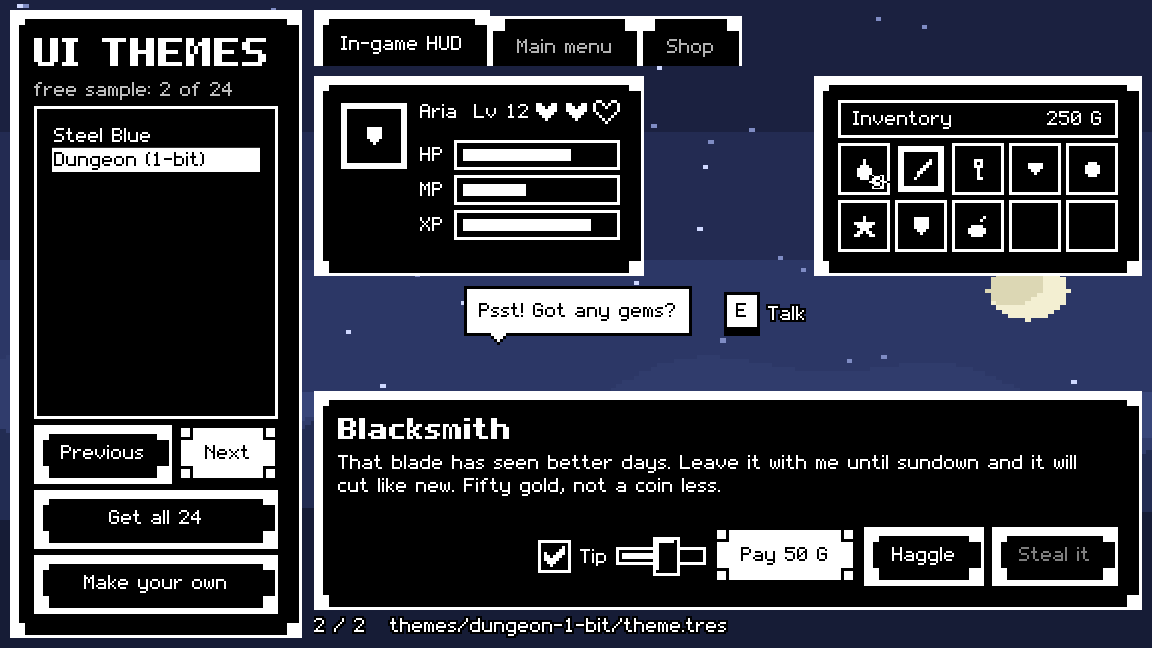 UI THEMES
free sample: 2 of 24
Steel Blue
Dungeon (1-bit)
Previous
Next
Get all 24
Make your own
In-game HUD
Main menu
Shop
Aria Lv 12
HP
MP
XP
Inventory 250 G
Psst! Got any gems?
E Talk
Blacksmith
That blade has seen better days. Leave it with me until sundown and it will
cut like new. Fifty gold, not a coin less.
Tip
Pay 50 G
Haggle
Steal it
2 / 2 themes/dungeon-1-bit/theme.tres